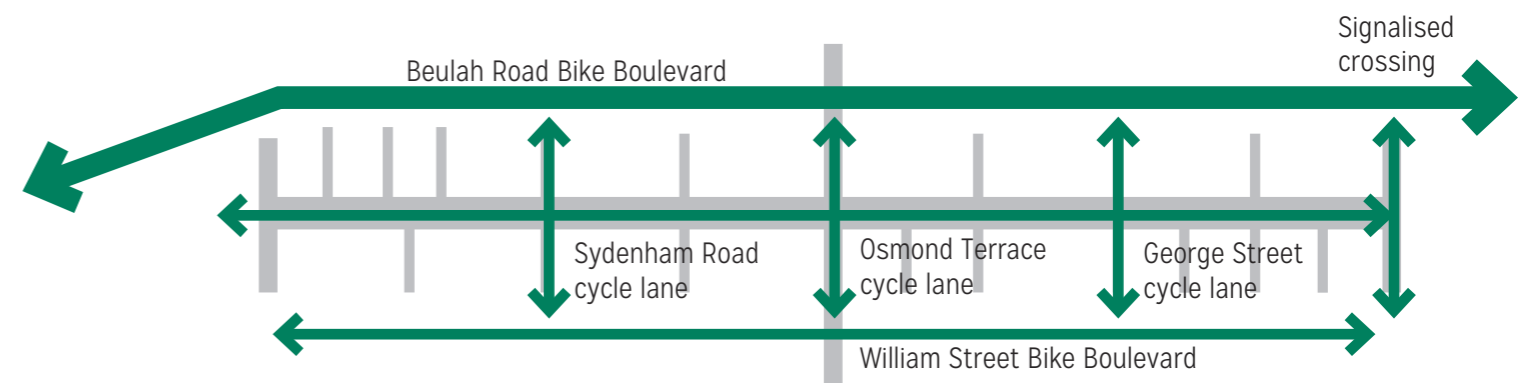 Signalised
crossing
Beulah Road Bike Boulevard
Sydenham Road
cycle lane
Osmond Terrace
cycle lane
George Street
cycle lane
William Street Bike Boulevard